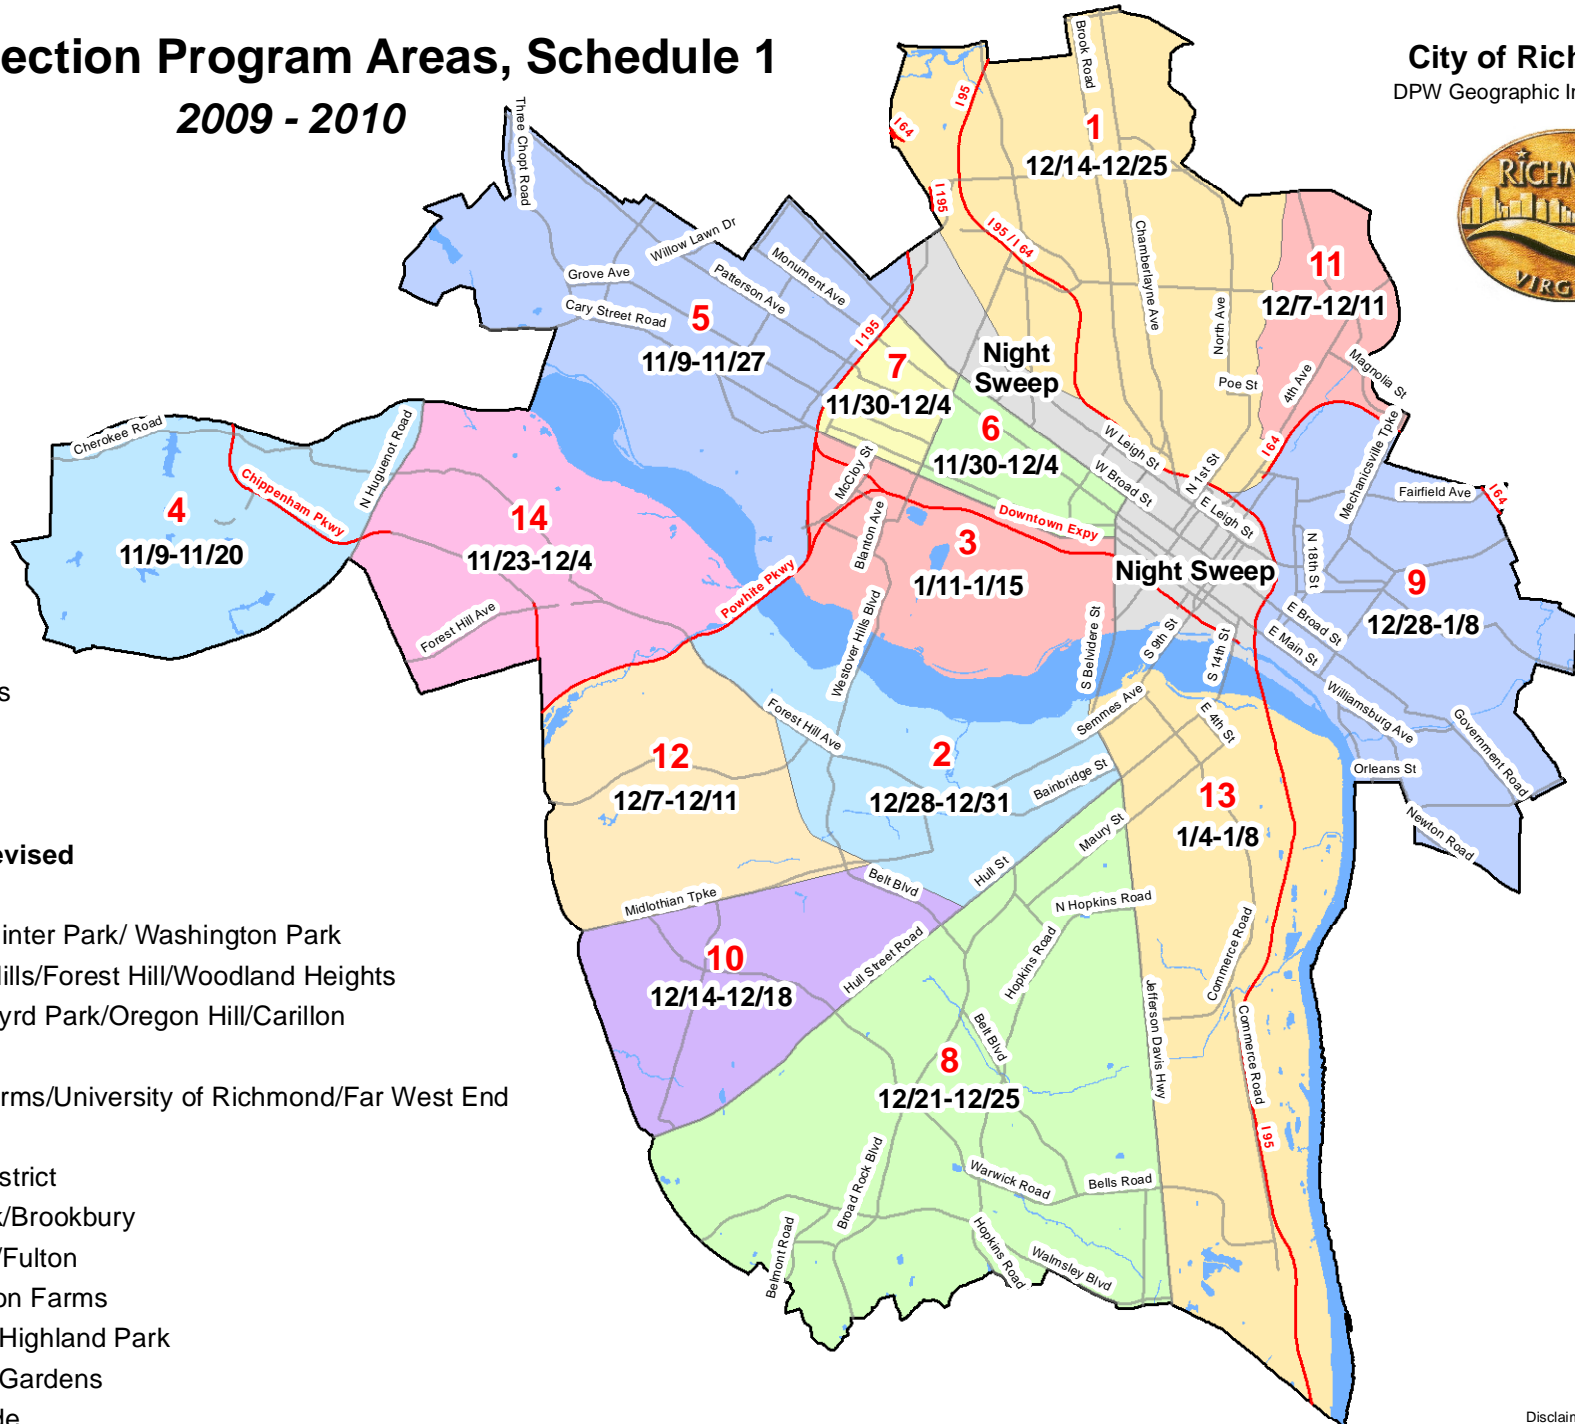 ection Program Areas, Schedule 1
2009 - 2010
City of Rich
DPW Geographic In
RICHM
VIRG
Three Chopt Road
Willow Lawn Dr
Grove Ave
Patterson Ave
Monument Ave
Cary Street Road
5
11/9-11/27
I 195
I 64
I 95
I 195
I 95 / I 64
Brook Road
1
12/14-12/25
Chamberlayne Ave
North Ave
Poe St
11
12/7-12/11
4th Ave
Magnolia St
7
11/30-12/4
Night
Sweep
6
11/30-12/4
W Leigh St
W Broad St
N 1st St
E Leigh St
I 64
Mechanicsville Tpke
Fairfield Ave
I 64
N 18th St
9
12/28-1/8
E Broad St
E Main St
Williamsburg Ave
Government Road
Orleans St
Newton Road
Cherokee Road
Chippenham Pkwy
N Huguenot Road
4
11/9-11/20
14
11/23-12/4
Forest Hill Ave
Powhite Pkwy
McCloy St
Blanton Ave
Downtown Expy
3
1/11-1/15
Night Sweep
Westover Hills Blvd
S Belvidere St
S 9th St
S 14th St
Semmes Ave
E 4th St
Forest Hill Ave
2
12/28-12/31
Bainbridge St
12
12/7-12/11
13
1/4-1/8
Maury St
Hull St
Belt Blvd
Midlothian Tpke
N Hopkins Road
10
12/14-12/18
Hull Street Road
Hopkins Road
Commerce Road
Jefferson Davis Hwy
Commerce Road
Belt Blvd
8
12/21-12/25
I 95
Broad Rock Blvd
Warwick Road
Bells Road
Belmont Road
Hopkins Road
Walmsley Blvd
s
evised
inter Park/ Washington Park
Hills/Forest Hill/Woodland Heights
yrd Park/Oregon Hill/Carillon
arms/University of Richmond/Far West End
strict
k/Brookbury
/Fulton
on Farms
Highland Park
Gardens
de
Disclain